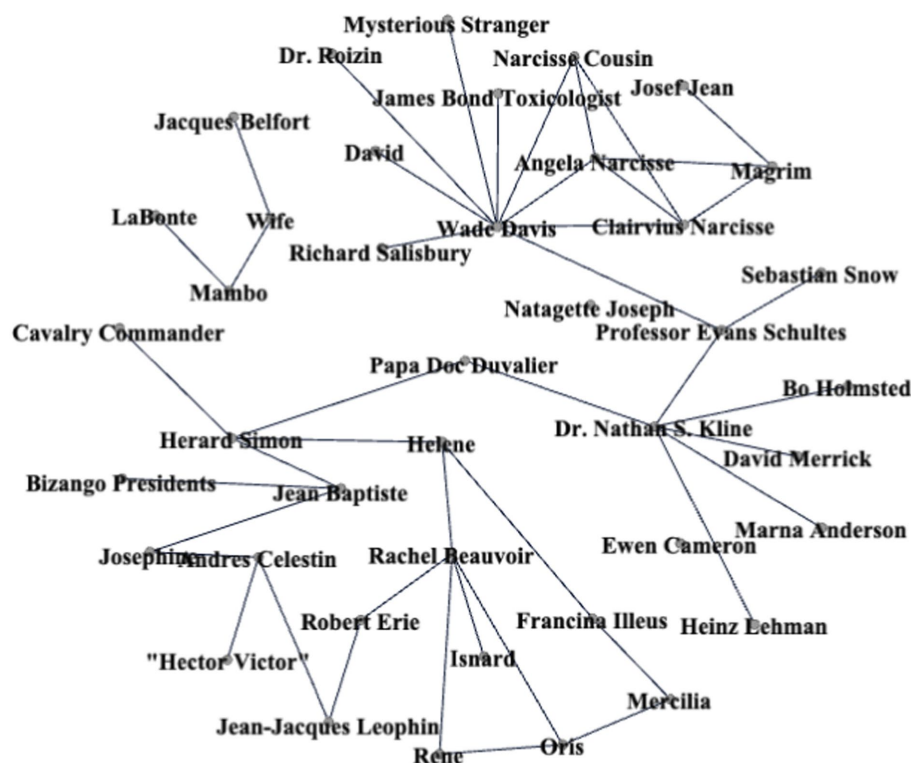 Mysterious Stranger
Dr. Roizin
Narcisse Cousin
James Bond Toxicologist
Josef Jean
Jacques Belfort
David
Angela Narcisse
Magrim
LaBonte
Wife
Wade Davis
Clairvius Narcisse
Richard Salisbury
Sebastian Snow
Mambo
Natagette Joseph
Cavalry Commander
Professor Evans Schultes
Papa Doc Duvalier
Bo Holmsted
Dr. Nathan S. Kline
Herard Simon
Helene
David Merrick
Bizango Presidents
Jean Baptiste
Marna Anderson
Ewen Cameron
Josephine
Andres Celestin
Rachel Beauvoir
Robert Erie
Francina Illeus
Heinz Lehman
"Hector Victor"
Isnard
Mercilia
Jean-Jacques Leophin
Rene
Oris